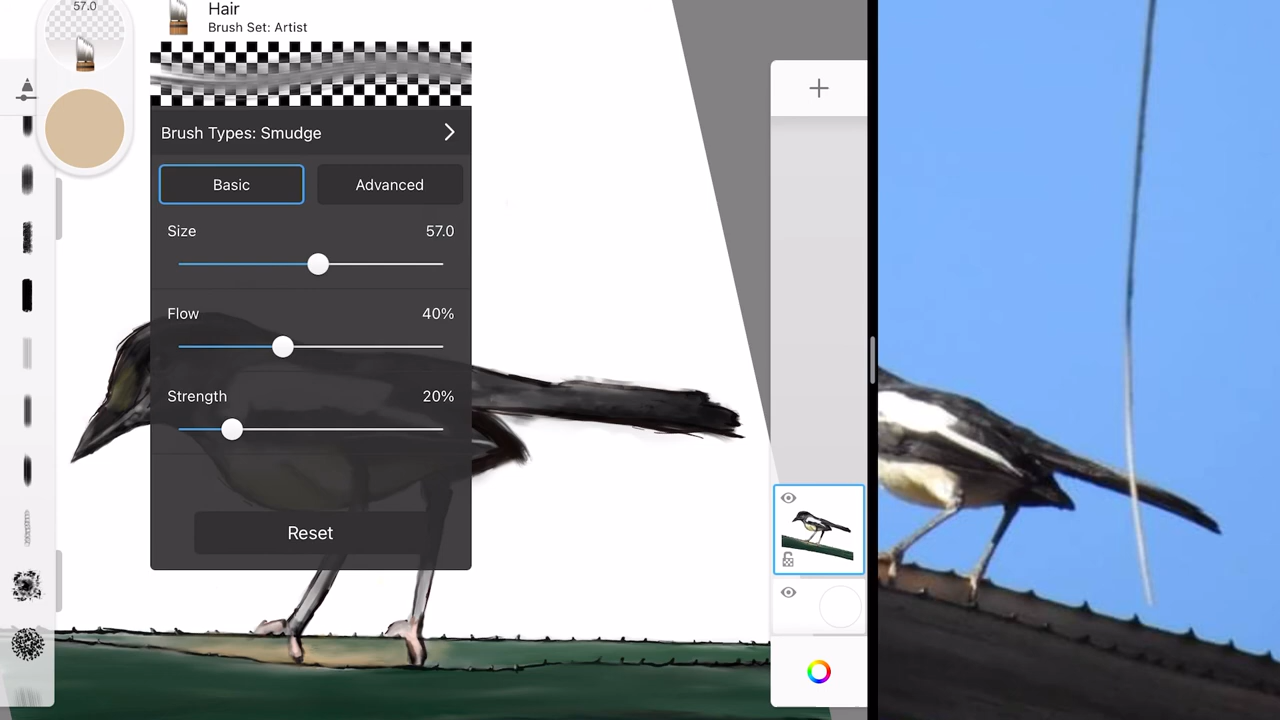 57.0
Hair
Brush Set: Artist
Brush Types: Smudge
Basic
Advanced
Size
57.0
Flow
40%
Strength
20%
Reset